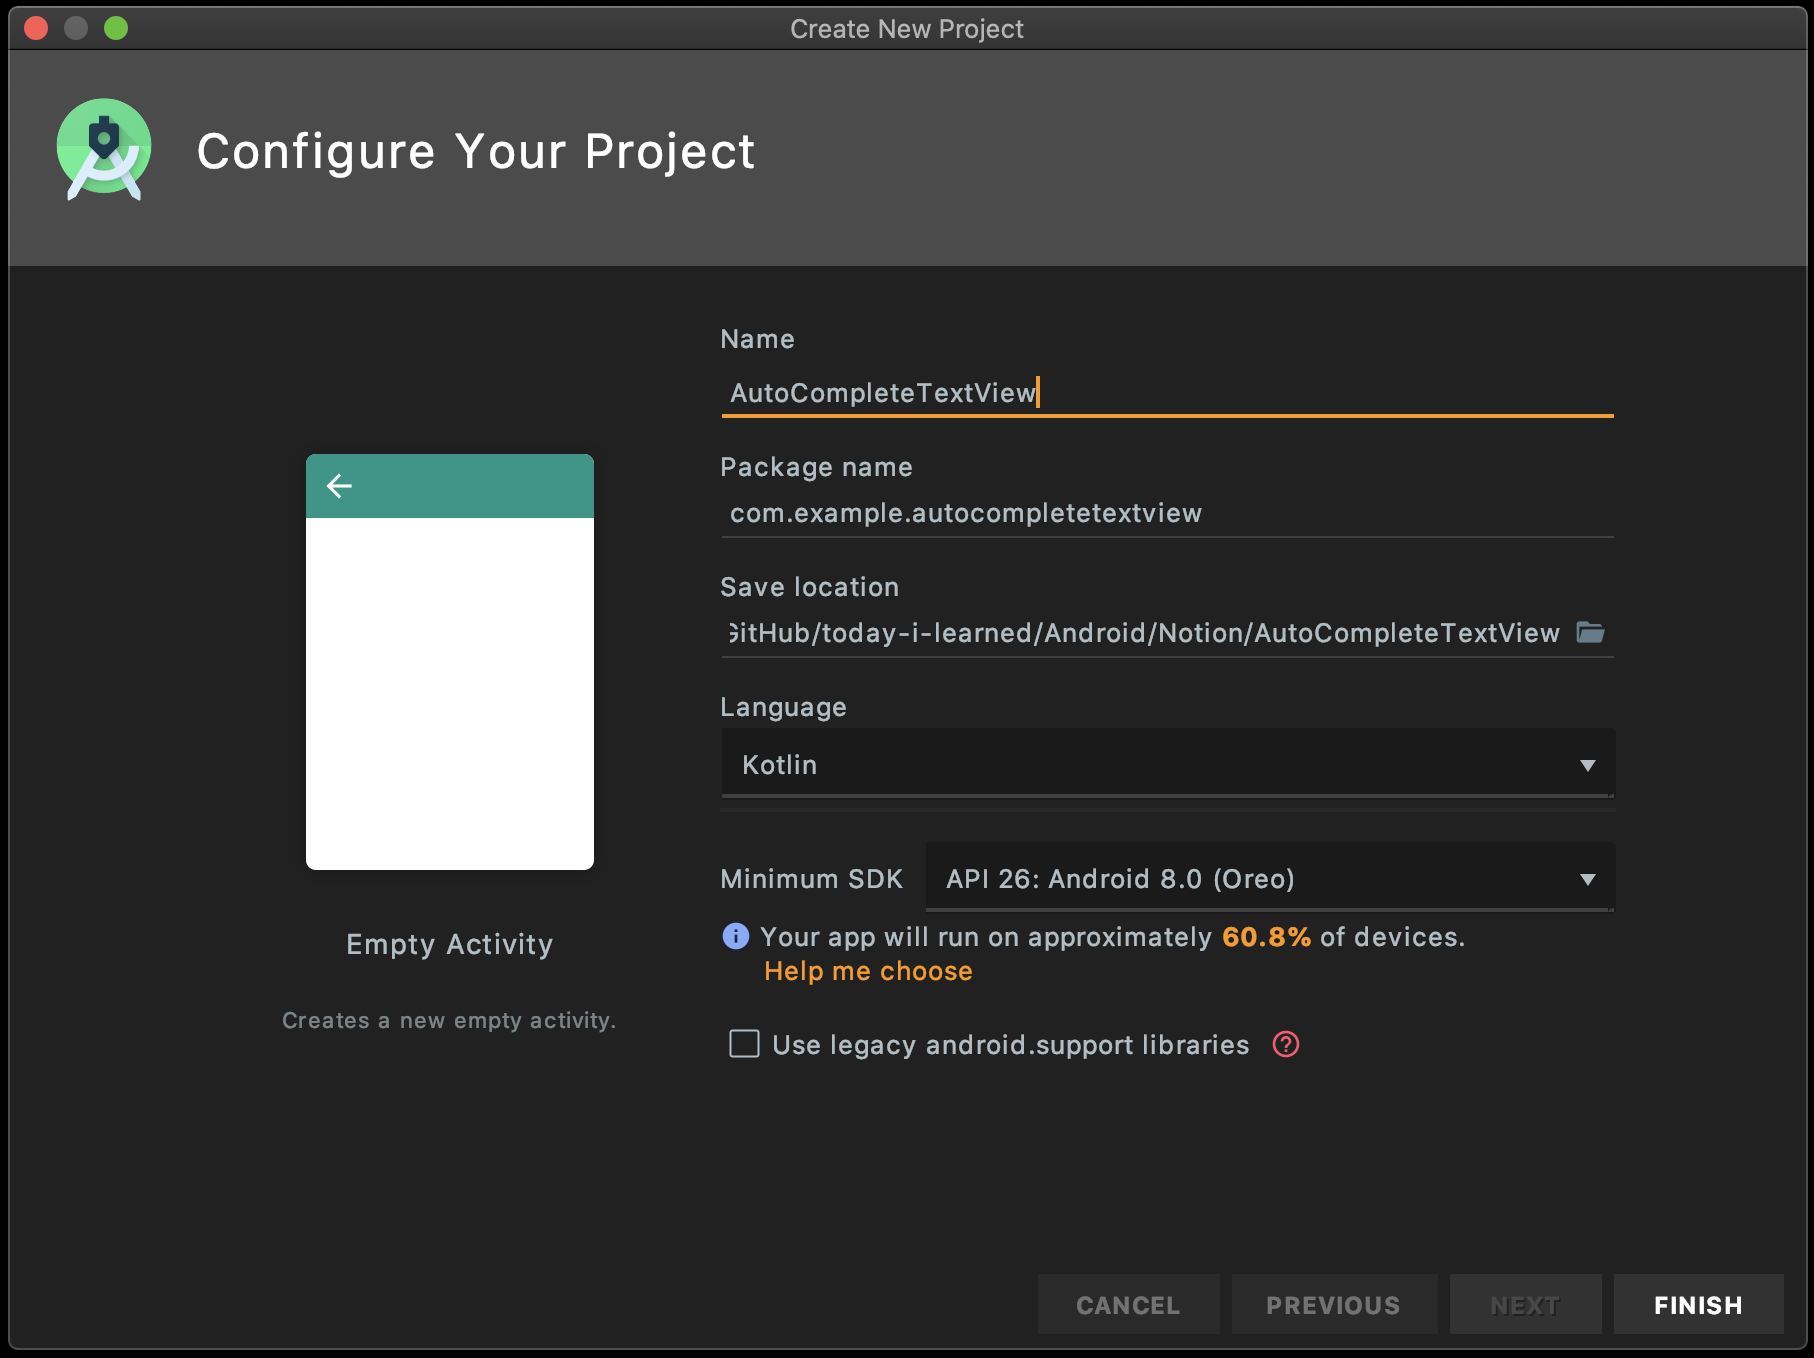 Create New Project
Configure Your Project
Name
AutoCompleteTextView
Package name
com.example.autocompletetextview
Save location
GitHub/today-i-learned/Android/Notion/AutoCompleteTextView
Language
Kotlin
Minimum SDK
API 26: Android 8.0 (Oreo)
Your app will run on approximately 60.8% of devices.
Help me choose
Use legacy android.support libraries
Empty Activity
Creates a new empty activity.
CANCEL
PREVIOUS
NEXT
FINISH